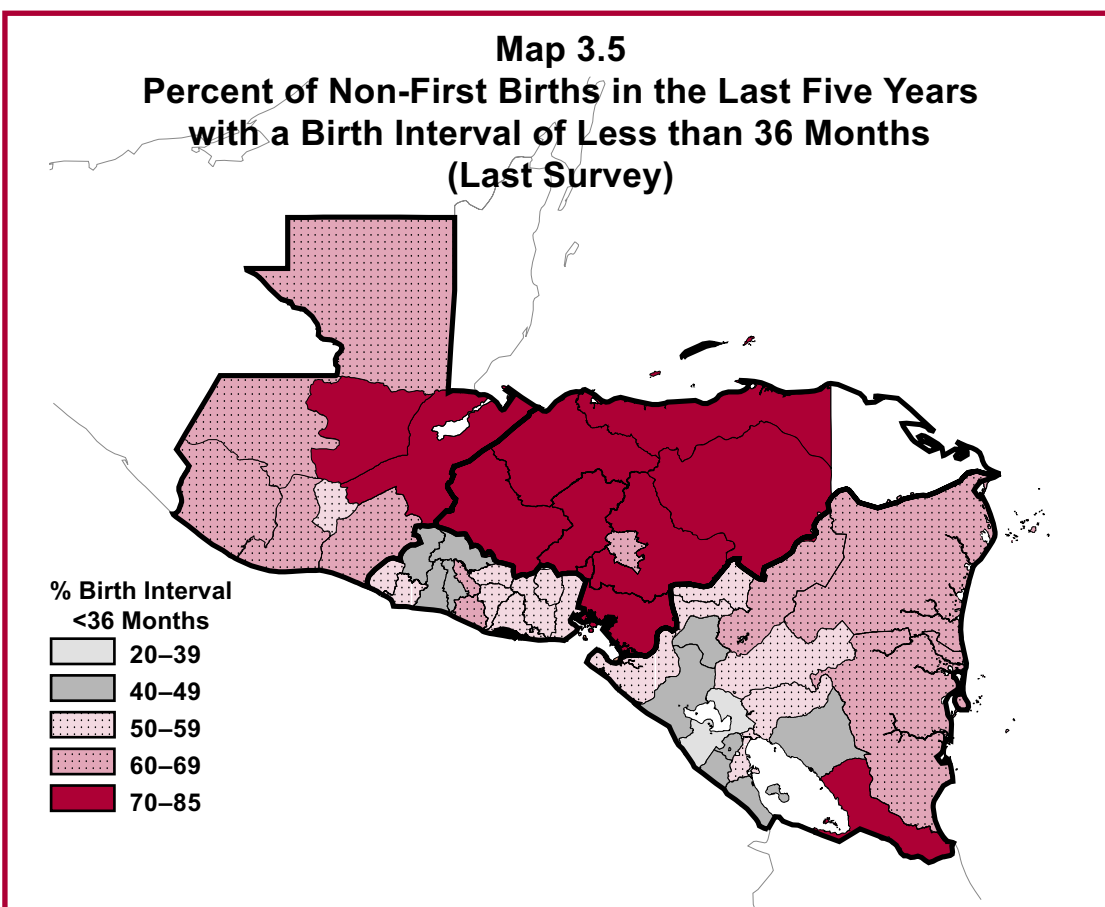 Map 3.5
Percent of Non-First Births in the Last Five Years
with a Birth Interval of Less than 36 Months
(Last Survey)
% Birth Interval
<36 Months
20–39
40–49
50–59
60–69
70–85